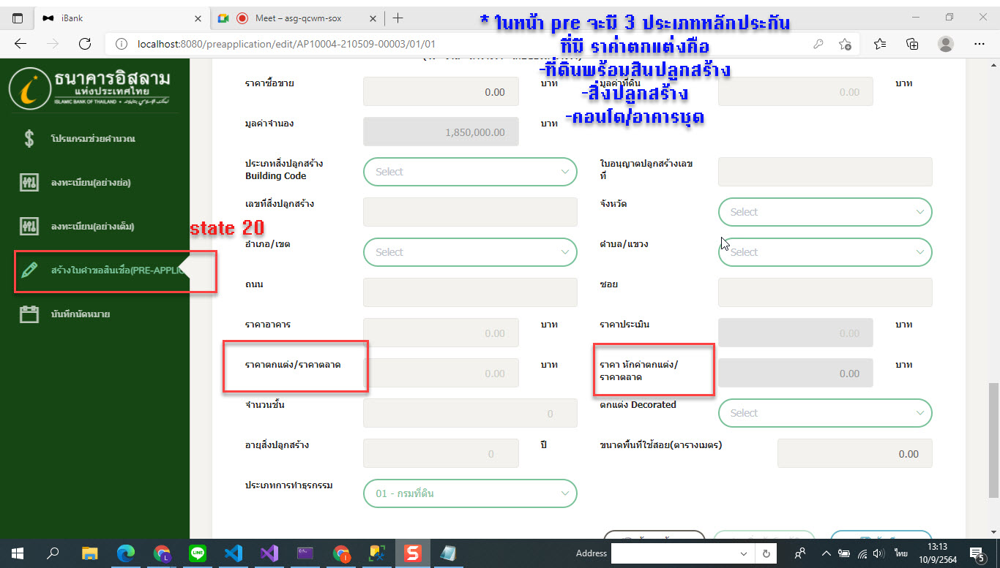 iBank
Meet – asg-qcwm-sox
localhost:8080/preapplication/edit/AP10004-210509-00003/01/01
* ในหน้า pre จะมี 3 ประเภทหลักประกัน
ที่มี ราค่าตกแต่งคือ
-ที่ดินพร้อมสินปลูกสร้าง
-สิ่งปลูกสร้าง
-คอนโด/อาคารชุด
ธนาคารอิสลาม
แห่งประเทศไทย
ISLAMIC BANK OF THAILAND
โปรแกรมช่วยคำนวณ
ลงทะเบียน(อย่างย่อ)
ลงทะเบียน(อย่างเต็ม)
state 20
สร้างใบคำขอสินเชื่อ(PRE-APPLIC
บันทึกนัดหมาย
ราคาซื้อขาย 0.00 บาท มูลค่าที่ดิน 0.00 บาท
มูลค่าจำนอง 1,850,000.00 บาท
ประเภทสิ่งปลูกสร้าง
Building Code
Select
ใบอนุญาตปลูกสร้างเลข
ที่
เลขที่สิ่งปลูกสร้าง จังหวัด Select
อำเภอ/เขต Select ตำบล/แขวง Select
ถนน ซอย
ราคาอาคาร 0.00 บาท ราคาประเมิน 0.00 บาท
ราคาตกแต่ง/ราคาตลาด 0.00 บาท
ราคา หักค่าตกแต่ง/
ราคาตลาด
0.00 บาท
จำนวนชั้น 0 ตกแต่ง Decorated Select
อายุสิ่งปลูกสร้าง 0 ปี ขนาดพื้นที่ใช้สอย(ตารางเมตร) 0.00
ประเภทการทำธุรกรรม 01 - กรมที่ดิน
Address
ไทย
13:13
10/9/2564
5